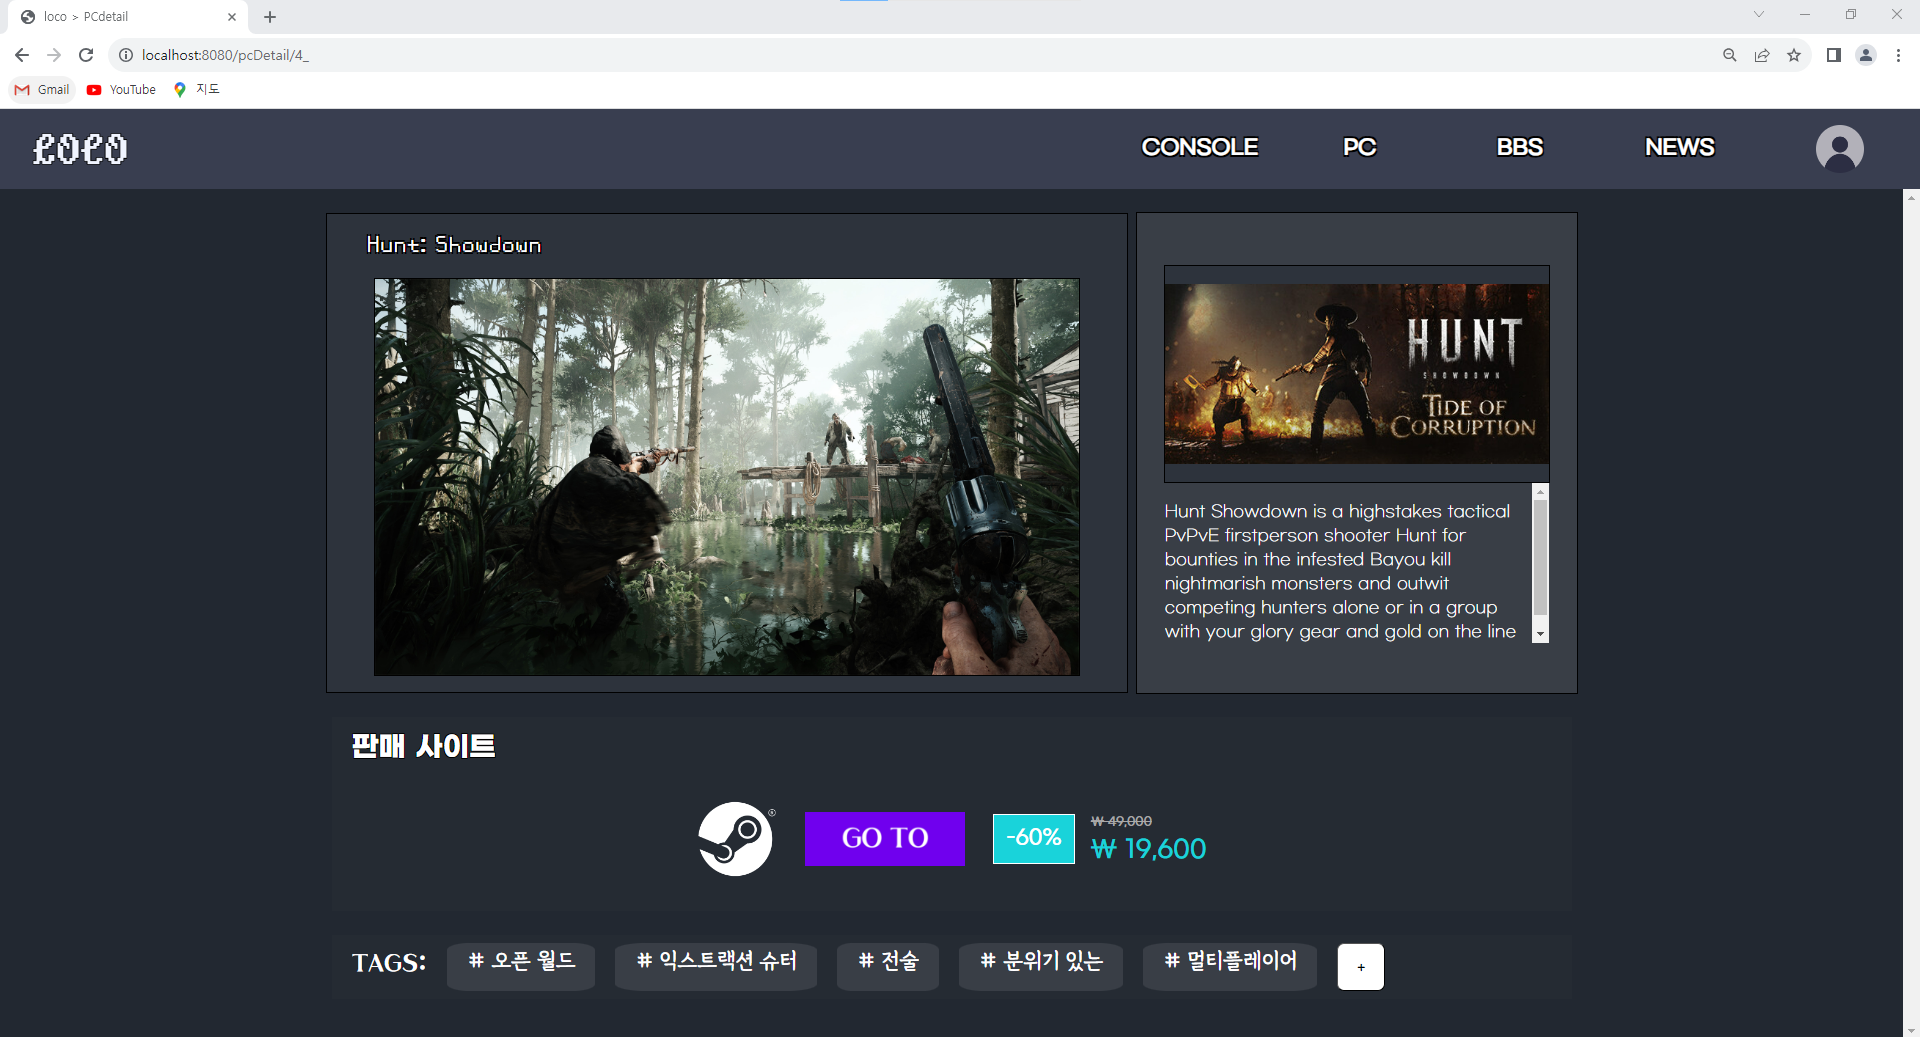 loco > PCdetail
localhost:8080/pcDetail/4_
Gmail
YouTube
지도
LOCO
CONSOLE
PC
BBS
NEWS
Hunt: Showdown
HUNT
SHOWDOWN
TIDE OF
CORRUPTION
Hunt Showdown is a highstakes tactical
PvPvE firstperson shooter Hunt for
bounties in the infested Bayou kill
nightmarish monsters and outwit
competing hunters alone or in a group
with your glory gear and gold on the line
판매 사이트
®
GO TO
-60%
₩ 49,000
₩ 19,600
TAGS:
# 오픈 월드
# 익스트랙션 슈터
# 전술
# 분위기 있는
# 멀티플레이어
+